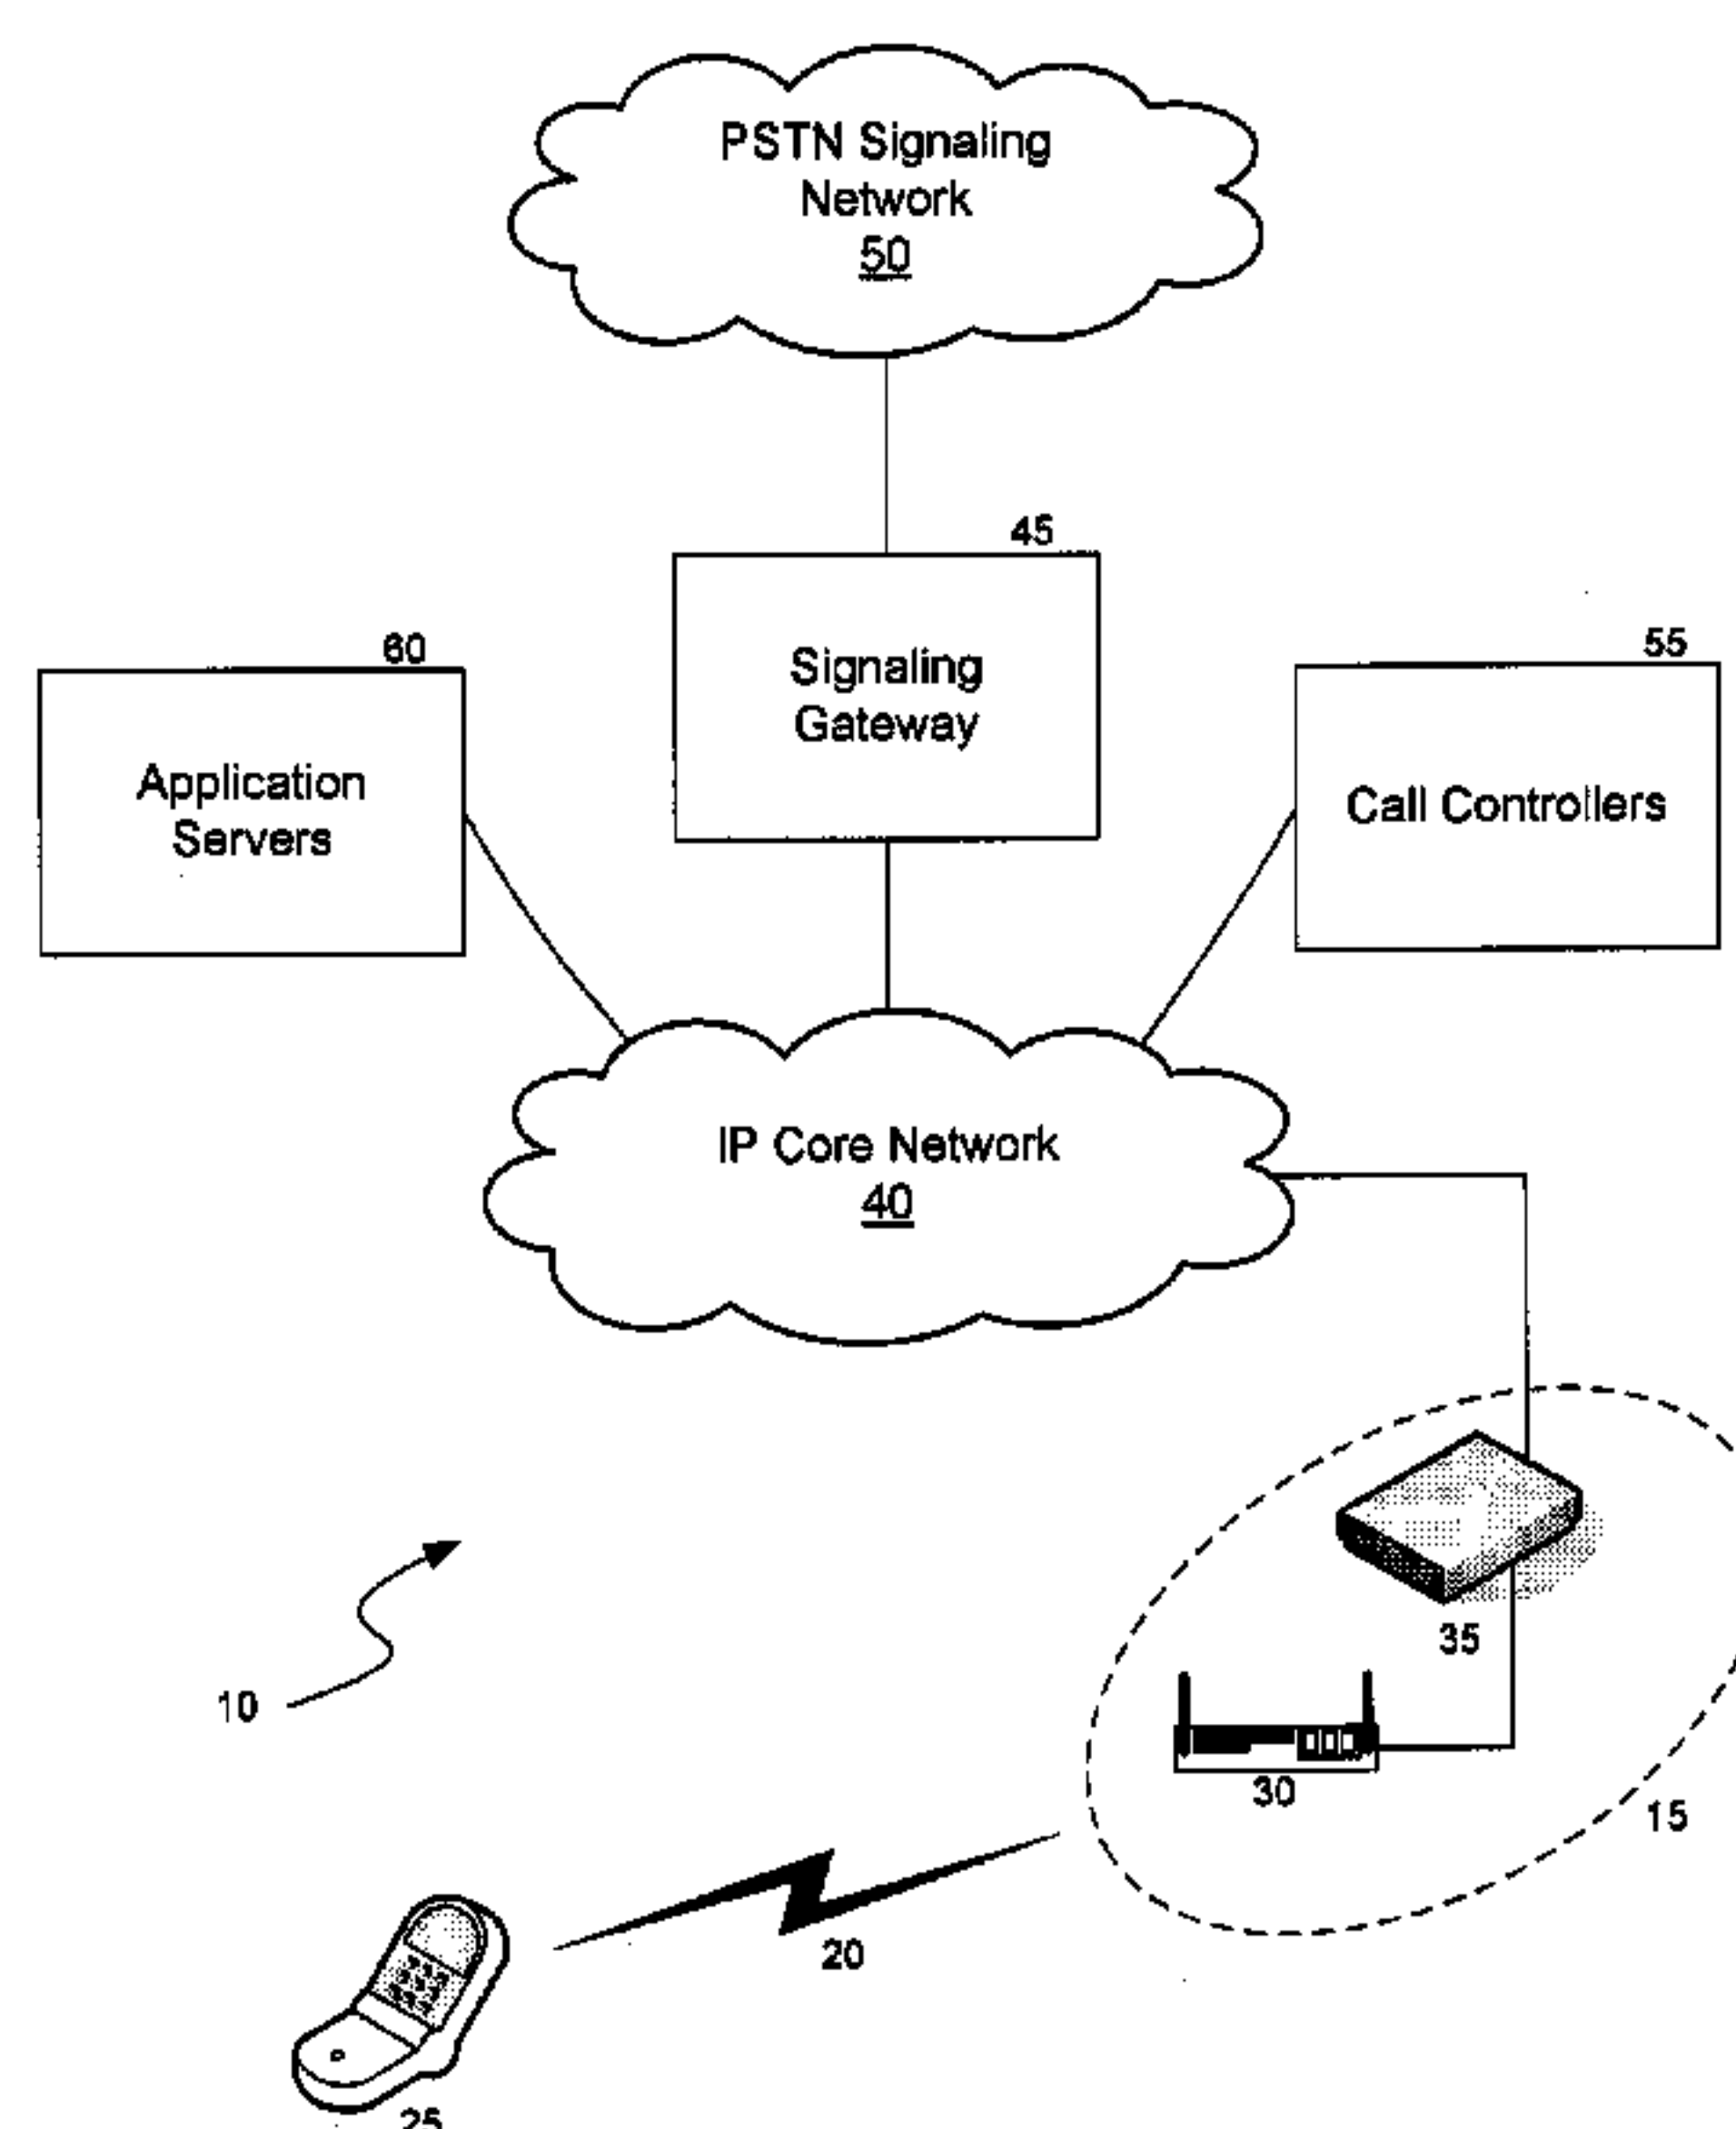 PSTN Signaling
Network
50
45
60
55
Signaling
Gateway
Application
Servers
Call Controllers
IP Core Network
40
35
10
30
15
20
25